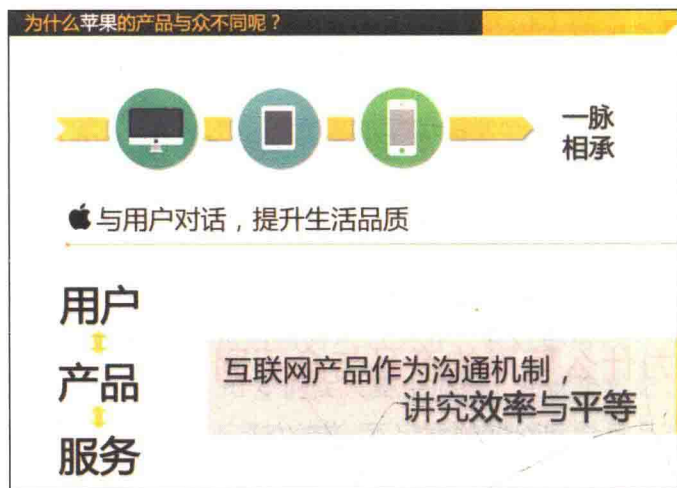 为什么苹果的产品与众不同呢？
一脉
相承
与用户对话，提升生活品质
用户
产品
服务
互联网产品作为沟通机制，
讲究效率与平等